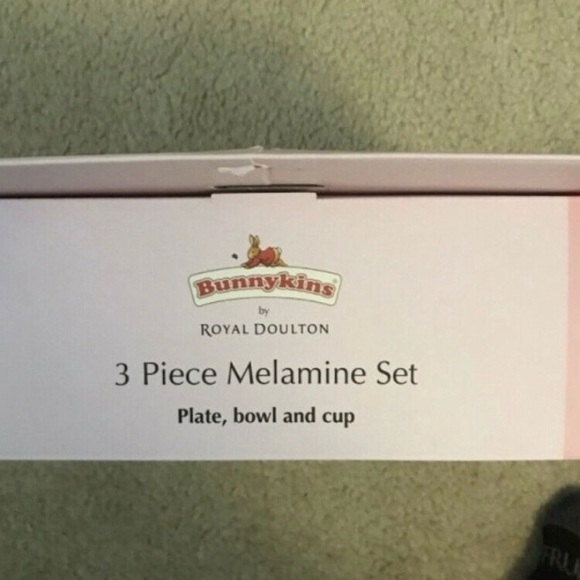 Bunnykins®
by
ROYAL DOULTON
3 Piece Melamine Set
Plate, bowl and cup